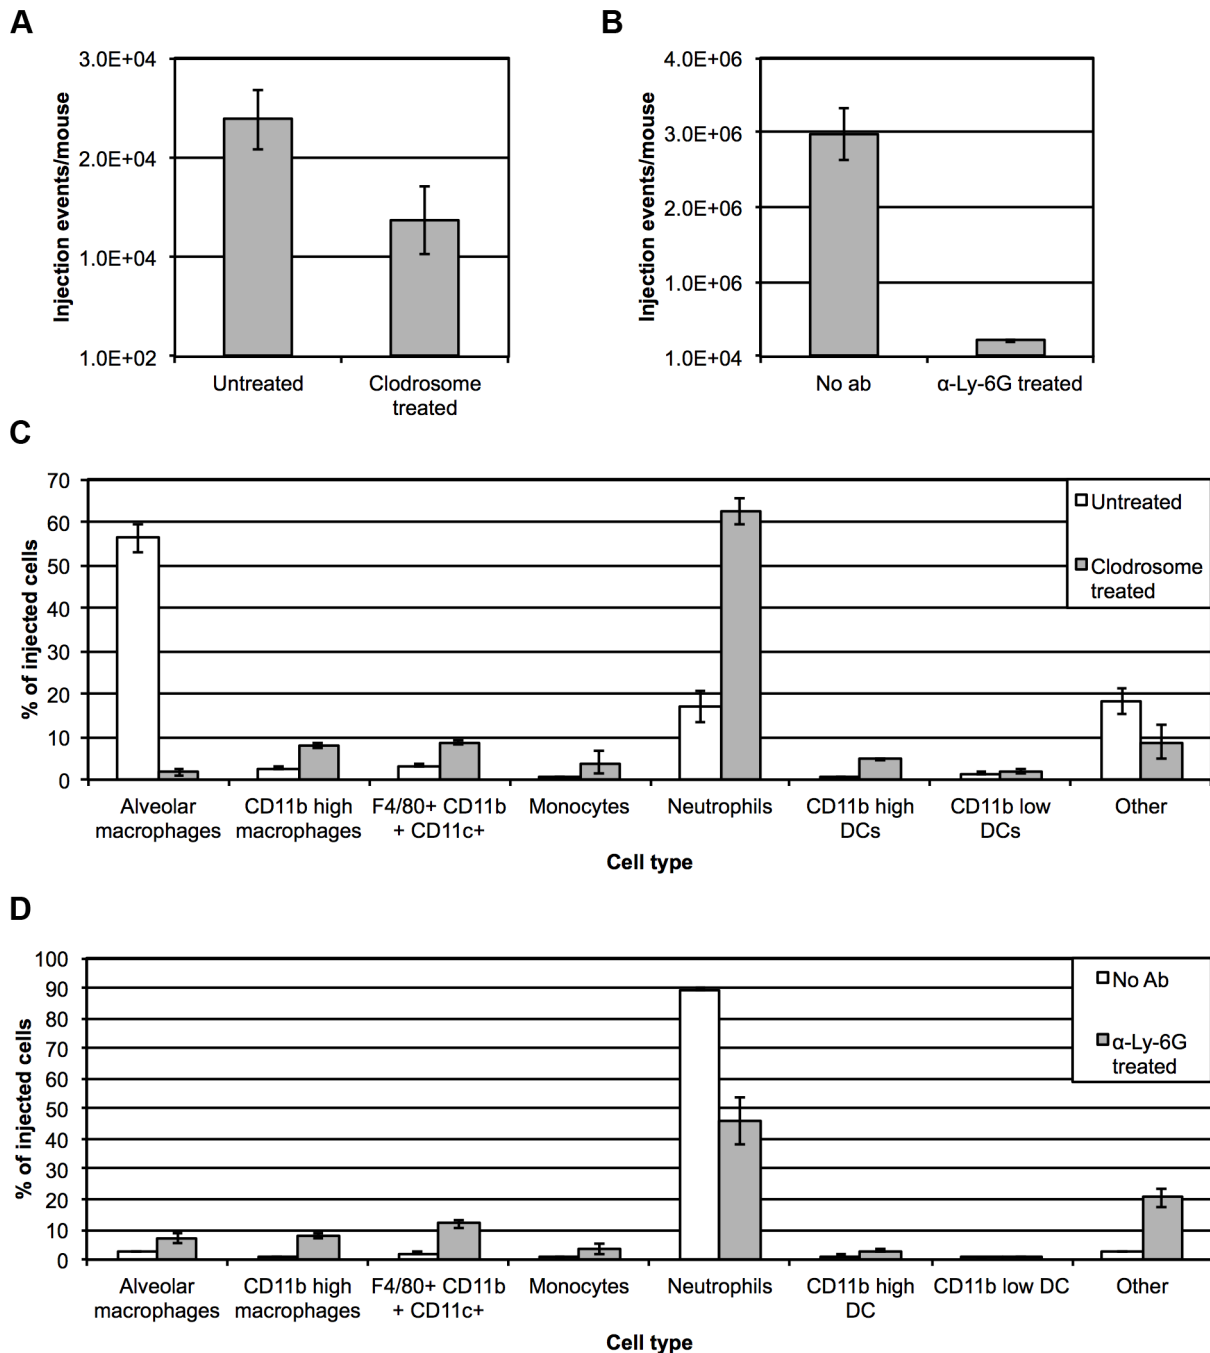 A
3.0E+04
2.0E+04
1.0E+04
1.0E+02
Injection events/mouse
Untreated
Clodrosome
treated
B
4.0E+06
3.0E+06
2.0E+06
1.0E+06
1.0E+04
Injection events/mouse
No ab
α-Ly-6G treated
C
70
60
50
40
30
20
10
0
% of injected cells
Untreated
Clodrosome
treated
Alveolar
macrophages
CD11b high
macrophages
F4/80+ CD11b
+ CD11c+
Monocytes
Neutrophils
CD11b high
DCs
CD11b low
DCs
Other
Cell type
D
100
90
80
70
60
50
40
30
20
10
0
% of injected cells
No Ab
α-Ly-6G
treated
Alveolar
macrophages
CD11b high
macrophages
F4/80+ CD11b
+ CD11c+
Monocytes
Neutrophils
CD11b high
DC
CD11b low DC
Other
Cell type